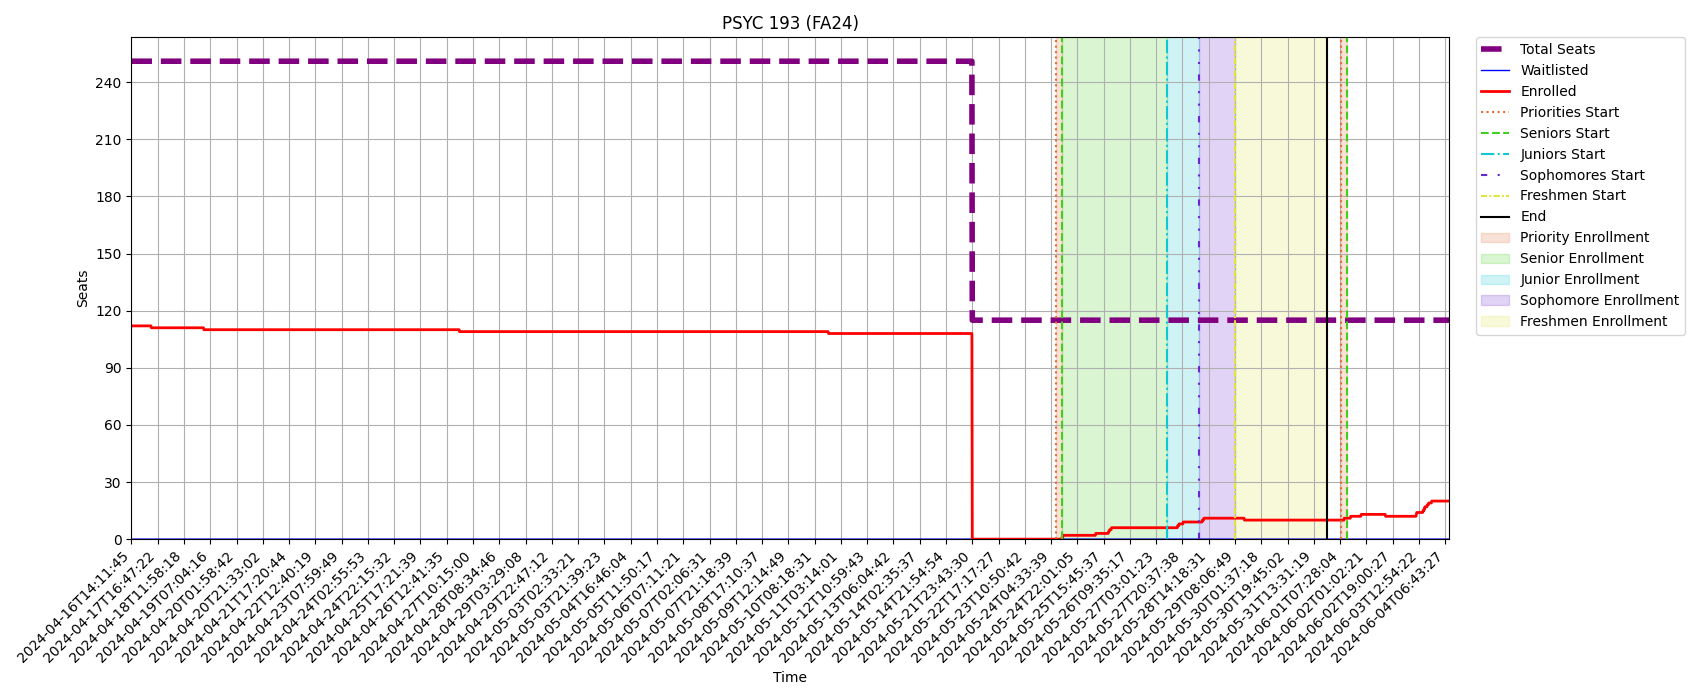 PSYC 193 (FA24)
Seats
240
210
180
150
120
90
60
30
0
Total Seats
Waitlisted
Enrolled
Priorities Start
Seniors Start
Juniors Start
Sophomores Start
Freshmen Start
End
Priority Enrollment
Senior Enrollment
Junior Enrollment
Sophomore Enrollment
Freshmen Enrollment
2024-04-16T14:11:45
2024-04-17T16:47:22
2024-04-18T11:58:18
2024-04-19T07:04:16
2024-04-20T01:58:42
2024-04-20T21:33:02
2024-04-21T17:20:44
2024-04-22T12:40:19
2024-04-23T07:59:49
2024-04-24T02:55:53
2024-04-24T22:15:32
2024-04-25T17:21:39
2024-04-26T12:41:35
2024-04-27T10:15:00
2024-04-28T08:34:46
2024-04-29T03:29:08
2024-04-29T22:47:12
2024-05-03T02:33:21
2024-05-03T21:39:23
2024-05-04T16:46:04
2024-05-05T11:50:17
2024-05-06T07:11:21
2024-05-07T02:06:31
2024-05-07T21:18:39
2024-05-08T17:10:37
2024-05-09T12:14:49
2024-05-10T08:18:31
2024-05-11T03:14:01
2024-05-12T10:59:43
2024-05-13T06:04:42
2024-05-14T02:35:37
2024-05-14T21:54:54
2024-05-21T23:43:30
2024-05-22T17:17:27
2024-05-23T10:50:42
2024-05-24T04:33:39
2024-05-24T22:01:05
2024-05-25T15:45:37
2024-05-26T09:35:17
2024-05-27T03:01:23
2024-05-27T20:37:38
2024-05-28T14:18:31
2024-05-29T08:06:49
2024-05-30T01:37:18
2024-05-30T19:45:02
2024-05-31T13:31:19
2024-06-01T07:28:04
2024-06-02T01:02:21
2024-06-02T19:00:27
2024-06-03T12:54:22
2024-06-04T06:43:27
Time